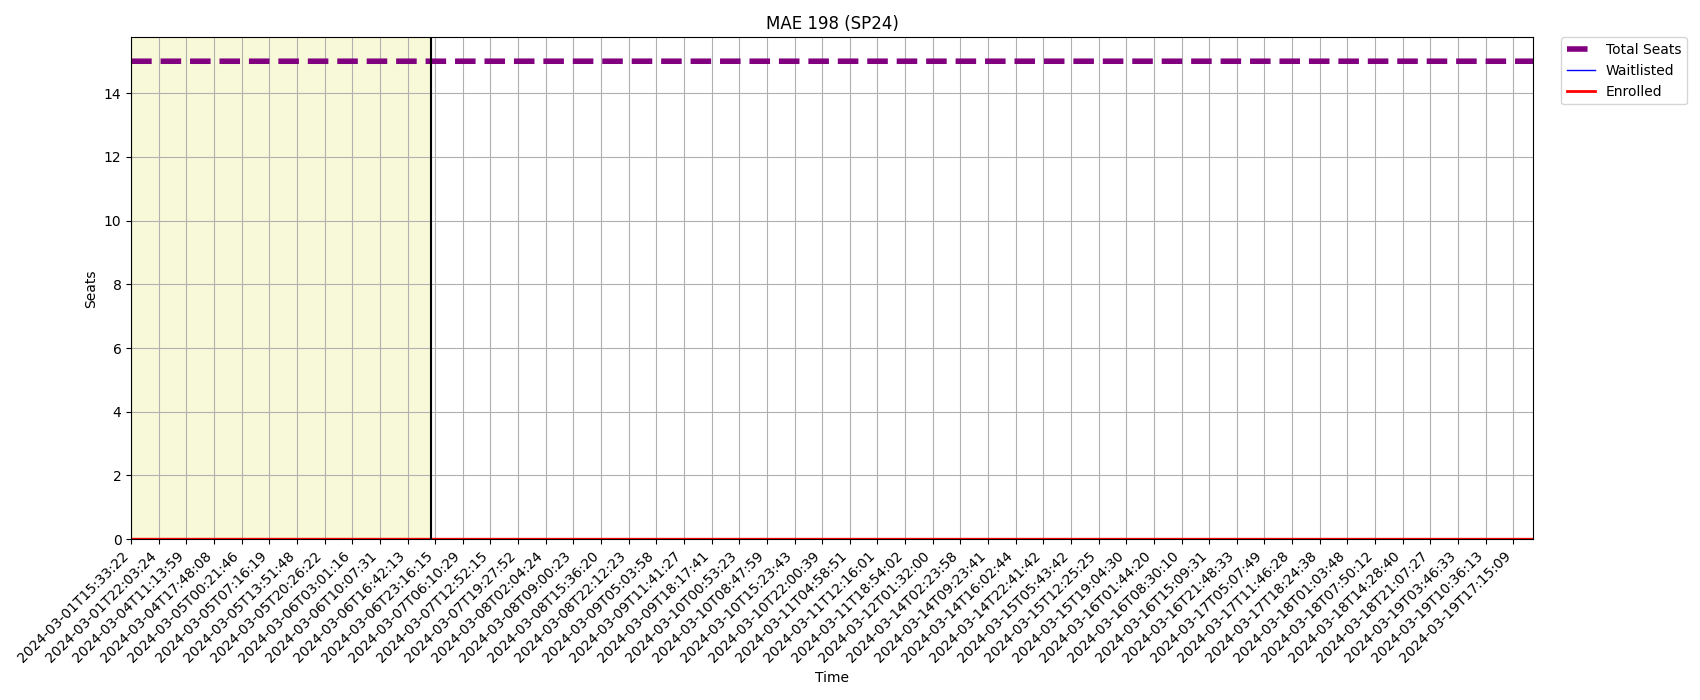 MAE 198 (SP24)
Total Seats
Waitlisted
Enrolled
Seats
14
12
10
8
6
4
2
0
2024-03-01T15:33:22
2024-03-01T22:03:24
2024-03-04T11:13:59
2024-03-04T17:48:08
2024-03-05T00:21:46
2024-03-05T07:16:19
2024-03-05T13:51:48
2024-03-05T20:26:22
2024-03-06T03:01:16
2024-03-06T10:07:31
2024-03-06T16:42:13
2024-03-06T23:16:15
2024-03-07T06:10:29
2024-03-07T12:52:15
2024-03-07T19:27:52
2024-03-08T02:04:24
2024-03-08T09:00:23
2024-03-08T15:36:20
2024-03-08T22:12:23
2024-03-09T05:03:58
2024-03-09T11:41:27
2024-03-09T18:17:41
2024-03-10T00:53:23
2024-03-10T08:47:59
2024-03-10T15:23:43
2024-03-10T22:00:39
2024-03-11T04:58:51
2024-03-11T12:16:01
2024-03-11T18:54:02
2024-03-12T01:32:00
2024-03-14T02:23:58
2024-03-14T09:23:41
2024-03-14T16:02:44
2024-03-14T22:41:42
2024-03-15T05:43:42
2024-03-15T12:25:25
2024-03-15T19:04:30
2024-03-16T01:44:20
2024-03-16T08:30:10
2024-03-16T15:09:31
2024-03-16T21:48:33
2024-03-17T05:07:49
2024-03-17T11:46:28
2024-03-17T18:24:38
2024-03-18T01:03:48
2024-03-18T07:50:12
2024-03-18T14:28:40
2024-03-18T21:07:27
2024-03-19T03:46:33
2024-03-19T10:36:13
2024-03-19T17:15:09
Time